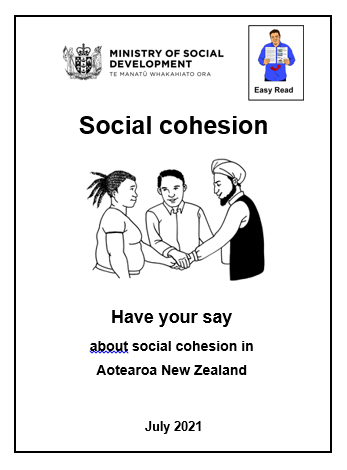 MINISTRY OF SOCIAL
DEVELOPMENT
TE MANATŪ WHAKAHIATO ORA
Easy Read
Social cohesion
Have your say
about social cohesion in
Aotearoa New Zealand
July 2021